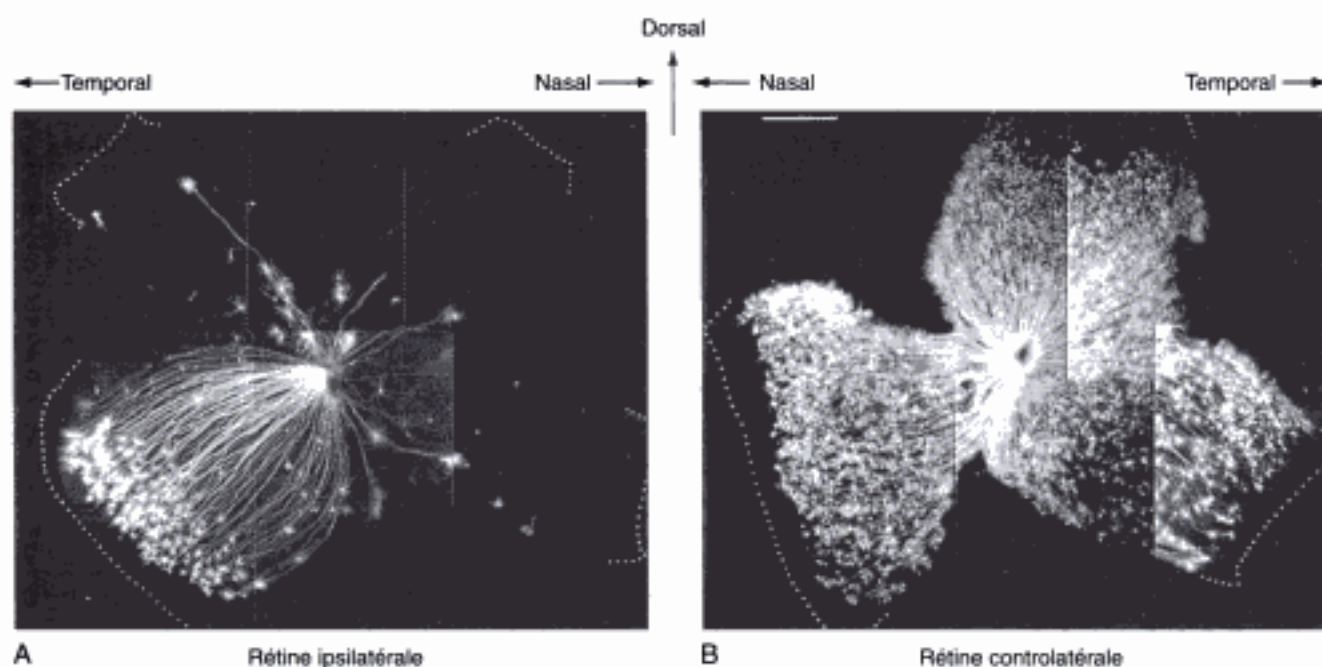 Dorsal
Temporal Nasal Nasal Temporal
A Rétine ipsilatérale B Rétine controlatérale